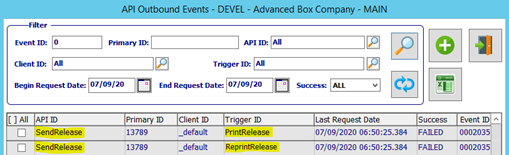 API Outbound Events - DEVEL - Advanced Box Company - MAIN
Filter
Event ID: 0 Primary ID: API ID: All
Client ID: All Trigger ID: All
Begin Request Date: 07/09/20 End Request Date: 07/09/20 Success: ALL
[ ] All API ID Primary ID Client ID Trigger ID Last Request Date Success Event ID
SendRelease 13789 _default PrintRelease 07/09/2020 06:50:25.384 FAILED 0002035
SendRelease 13789 _default ReprintRelease 07/09/2020 06:50:25.384 FAILED 0002035